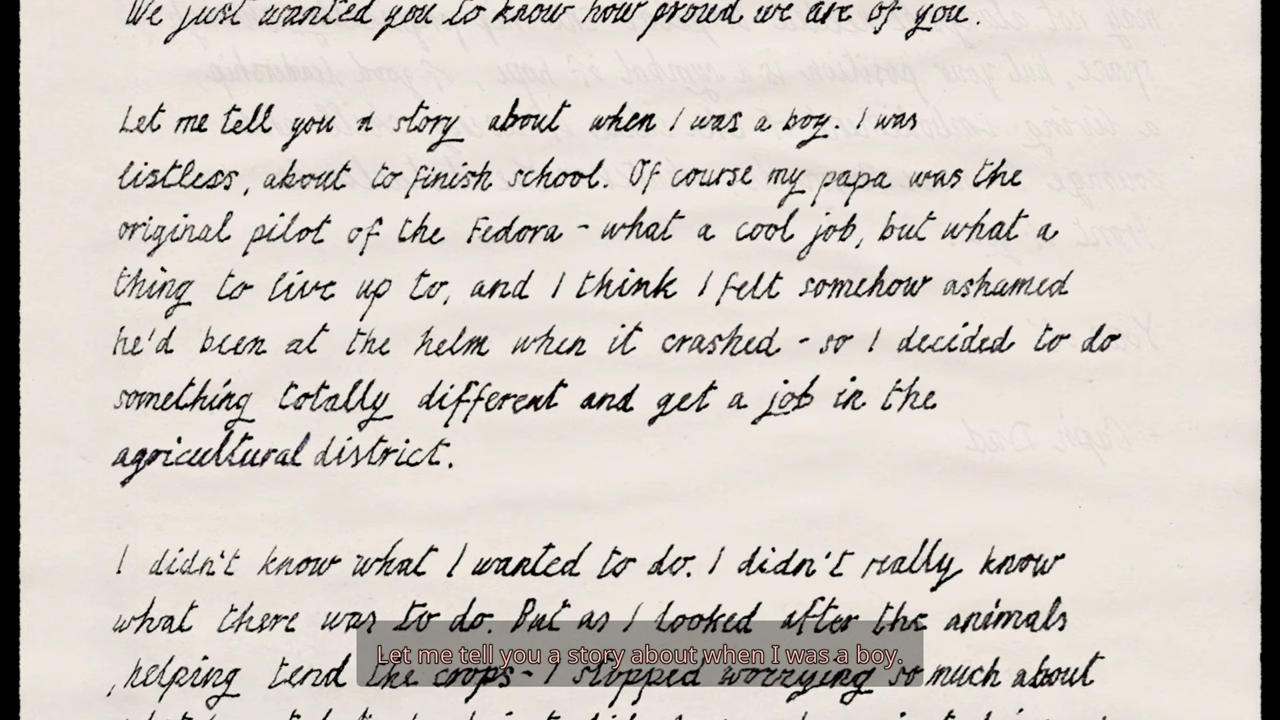 We just wanted you to know how proud we are of you.
Let me tell you a story about when I was a boy. I was
listless, about to finish school. Of course my papa was the
original pilot of the Fedora - what a cool job, but what a
thing to live up to, and I think I felt somehow ashamed
he'd been at the helm when it crashed - so I decided to do
something totally different and get a job in the
agricultural district.
I didn't know what I wanted to do. I didn't really know
what there was to do. But as I looked after the animals
, helping tend the crops - I stopped worrying so much about
Let me tell you a story about when I was a boy.